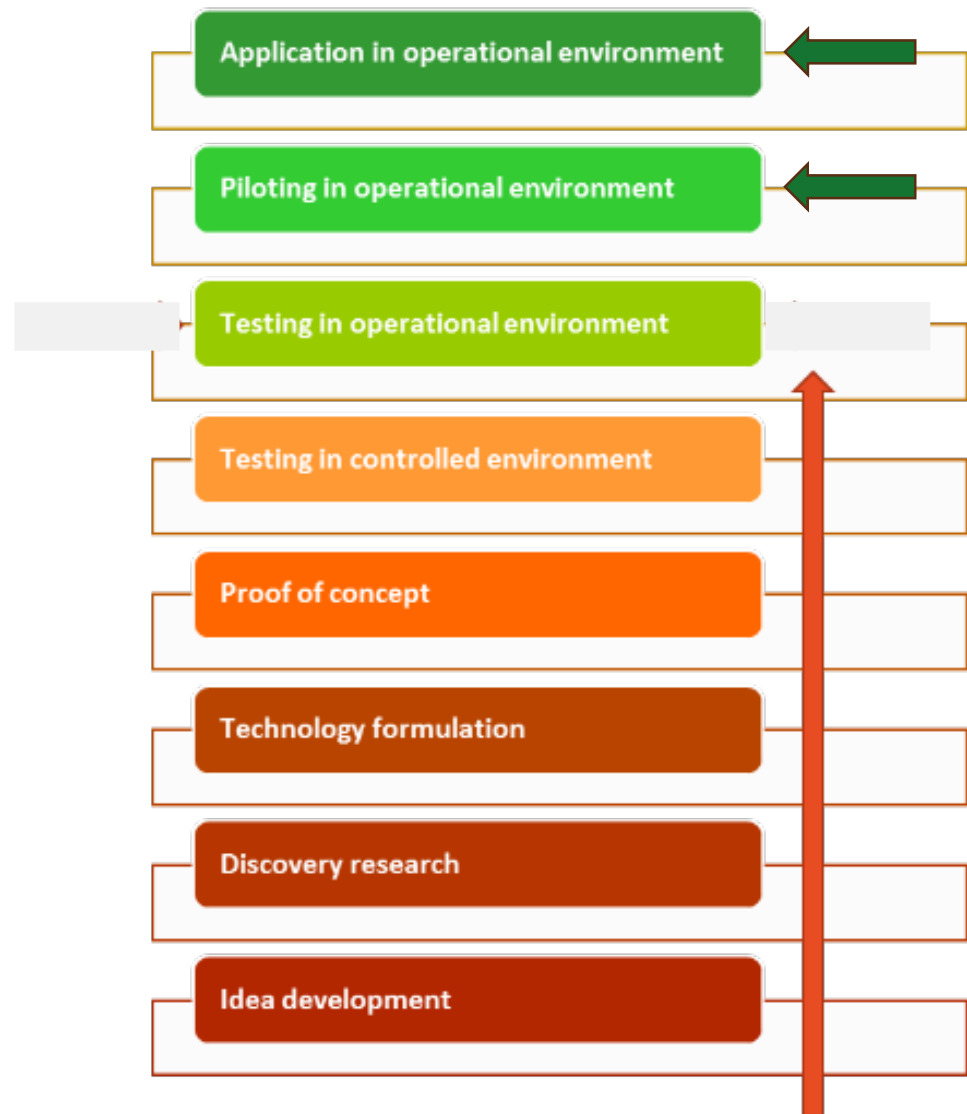 Application in operational environment
Piloting in operational environment
Testing in operational environment
Testing in controlled environment
Proof of concept
Technology formulation
Discovery research
Idea development